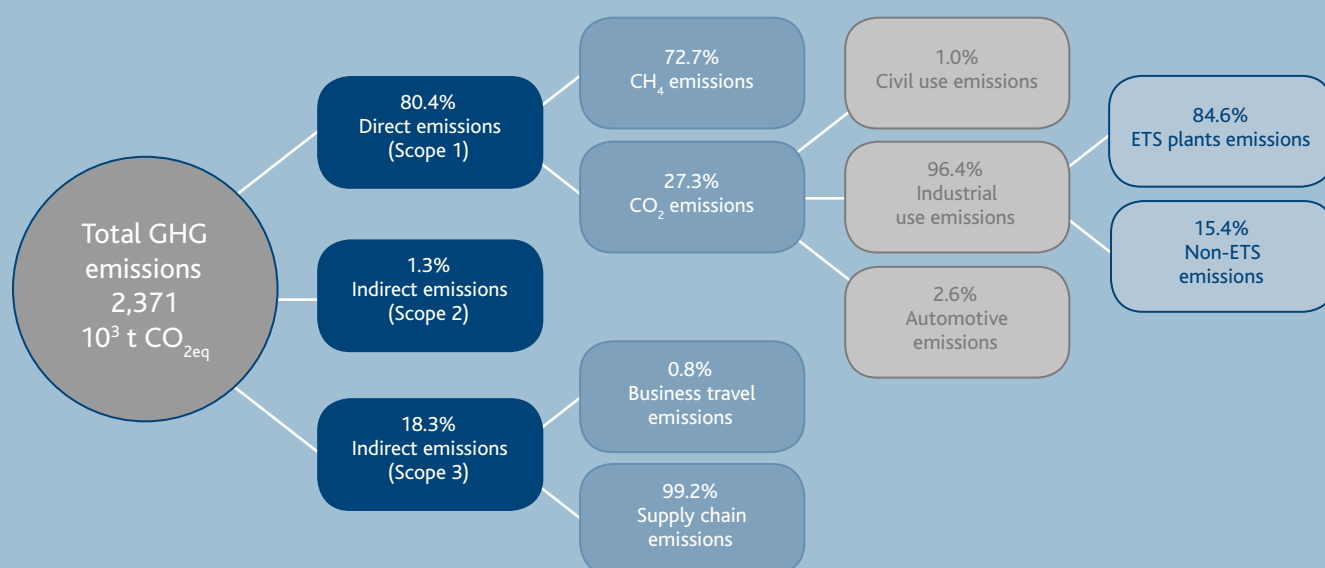 Total GHG
emissions
2,371
10³ t CO₂eq
80.4%
Direct emissions
(Scope 1)
1.3%
Indirect emissions
(Scope 2)
18.3%
Indirect emissions
(Scope 3)
72.7%
CH₄ emissions
27.3%
CO₂ emissions
0.8%
Business travel
emissions
99.2%
Supply chain
emissions
1.0%
Civil use emissions
96.4%
Industrial
use emissions
2.6%
Automotive
emissions
84.6%
ETS plants emissions
15.4%
Non-ETS
emissions